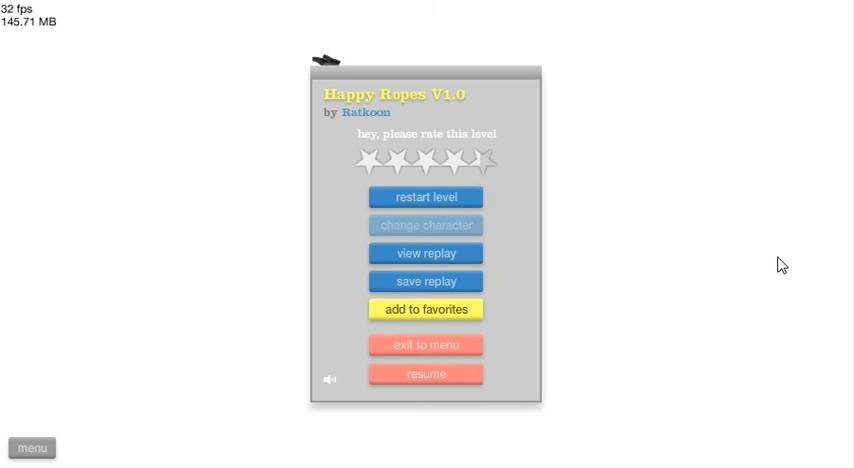 32 fps
145.71 MB
Happy Ropes V1.0
by Ratkoon
hey, please rate this level
restart level
change character
view replay
save replay
add to favorites
exit to menu
resume
menu